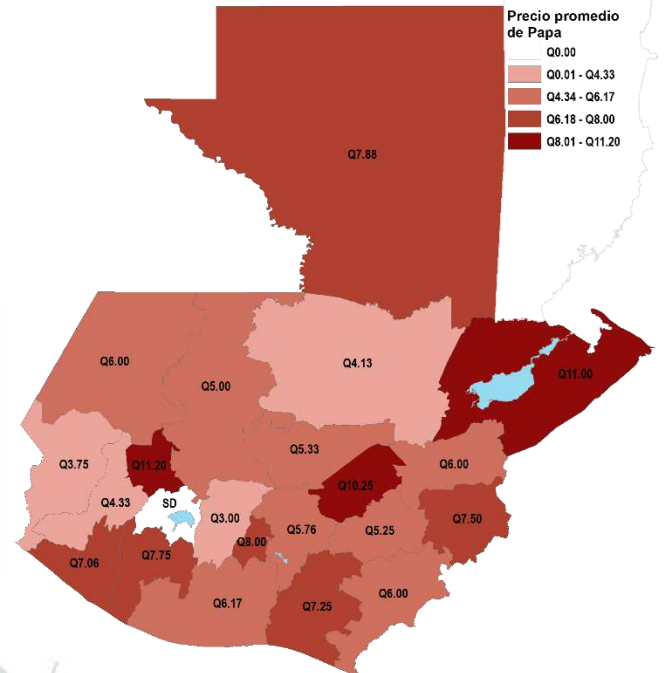 Precio promedio
de Papa
Q0.00
Q0.01 - Q4.33
Q4.34 - Q6.17
Q6.18 - Q8.00
Q8.01 - Q11.20
Q7.88
Q6.00
Q5.00
Q4.13
Q11.00
Q3.75
Q11.20
Q5.33
Q6.00
Q4.33
SD
Q3.00
Q10.25
Q7.50
Q7.06
Q7.75
Q8.00
Q5.76
Q5.25
Q6.17
Q7.25
Q6.00